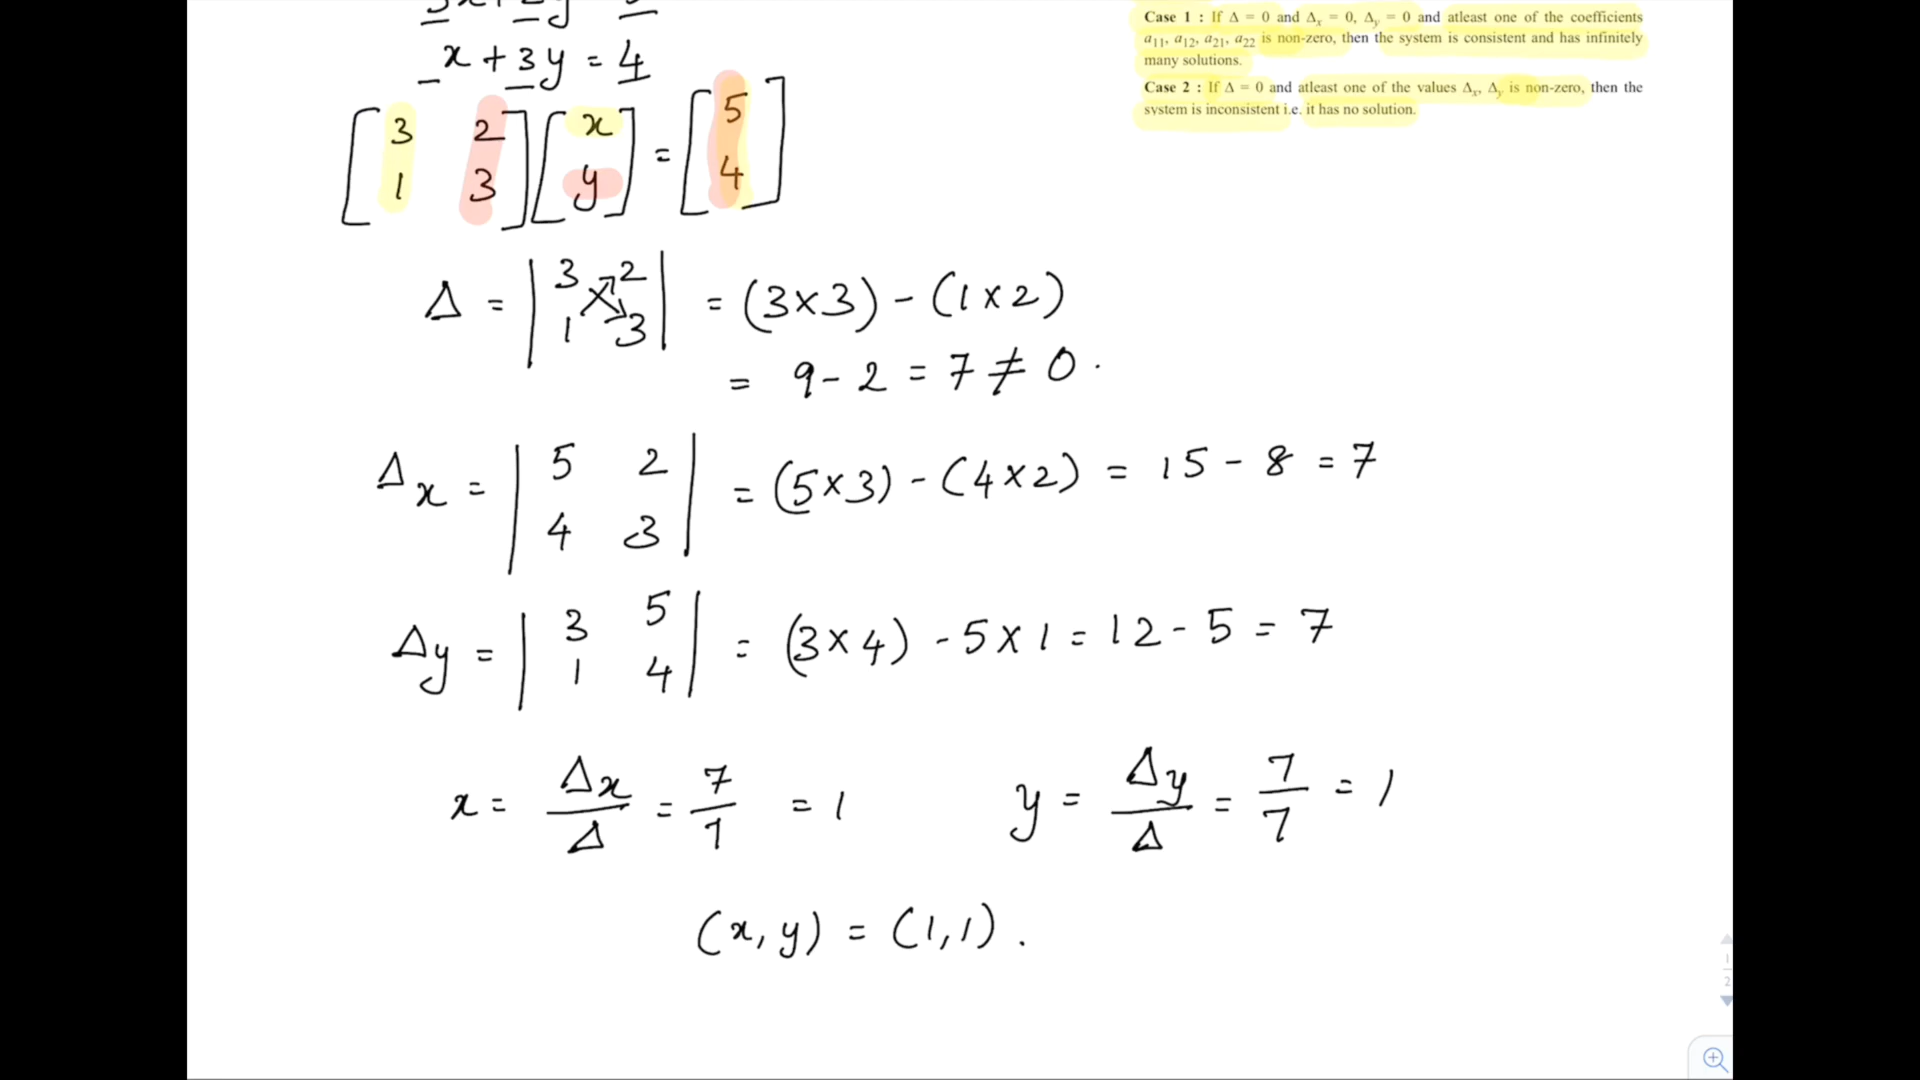 3x+2y = 5
x + 3y = 4
[3 2 1 3] [x y] = [5 4]
Δ = |3 2 1 3| = (3×3) - (1×2)
= 9 - 2 = 7 ≠ 0.
Δx = |5 2 4 3| = (5×3) - (4×2) = 15 - 8 = 7
Δy = |3 5 1 4| = (3×4) - 5×1 = 12 - 5 = 7
x = Δx/Δ = 7/7 = 1
y = Δy/Δ = 7/7 = 1
(x, y) = (1,1).
Case 1 : If Δ = 0 and Δx = 0, Δy = 0 and atleast one of the coefficients
a11, a12, a21, a22 is non-zero, then the system is consistent and has infinitely
many solutions.
Case 2 : If Δ = 0 and atleast one of the values Δx, Δy is non-zero, then the
system is inconsistent i.e. it has no solution.
1
2